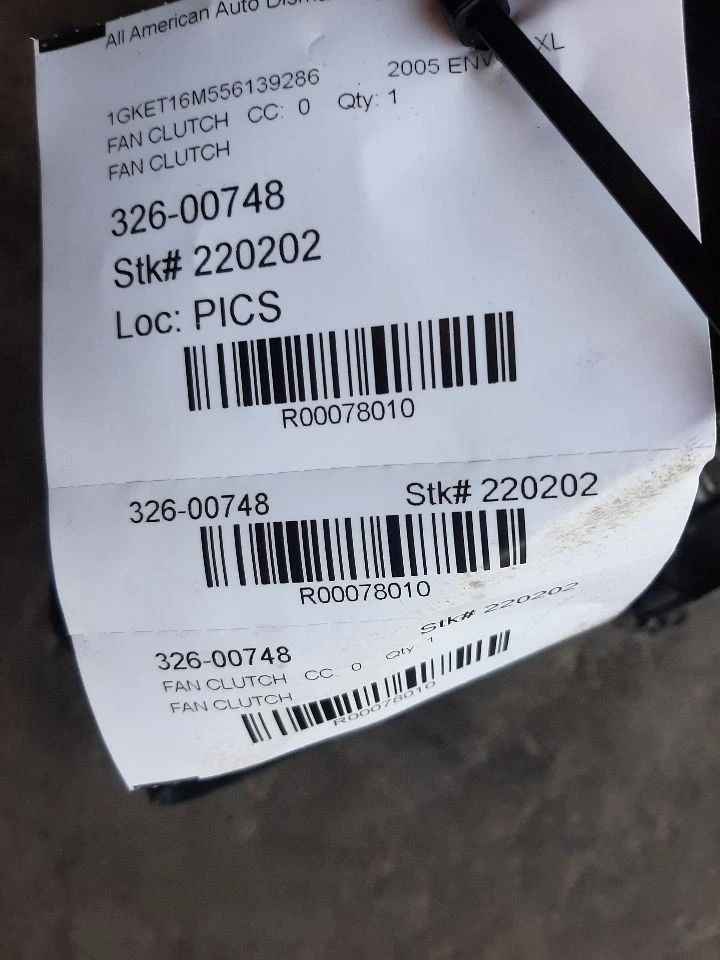 All American Auto
1GKET16M556139286 2005 ENV XL
FAN CLUTCH CC: 0 Qty: 1
FAN CLUTCH
326-00748
Stk# 220202
Loc: PICS
R00078010
326-00748 Stk# 220202
R00078010
326-00748 Stk# 220202
FAN CLUTCH CC: 0 Qty: 1
FAN CLUTCH
R00078010